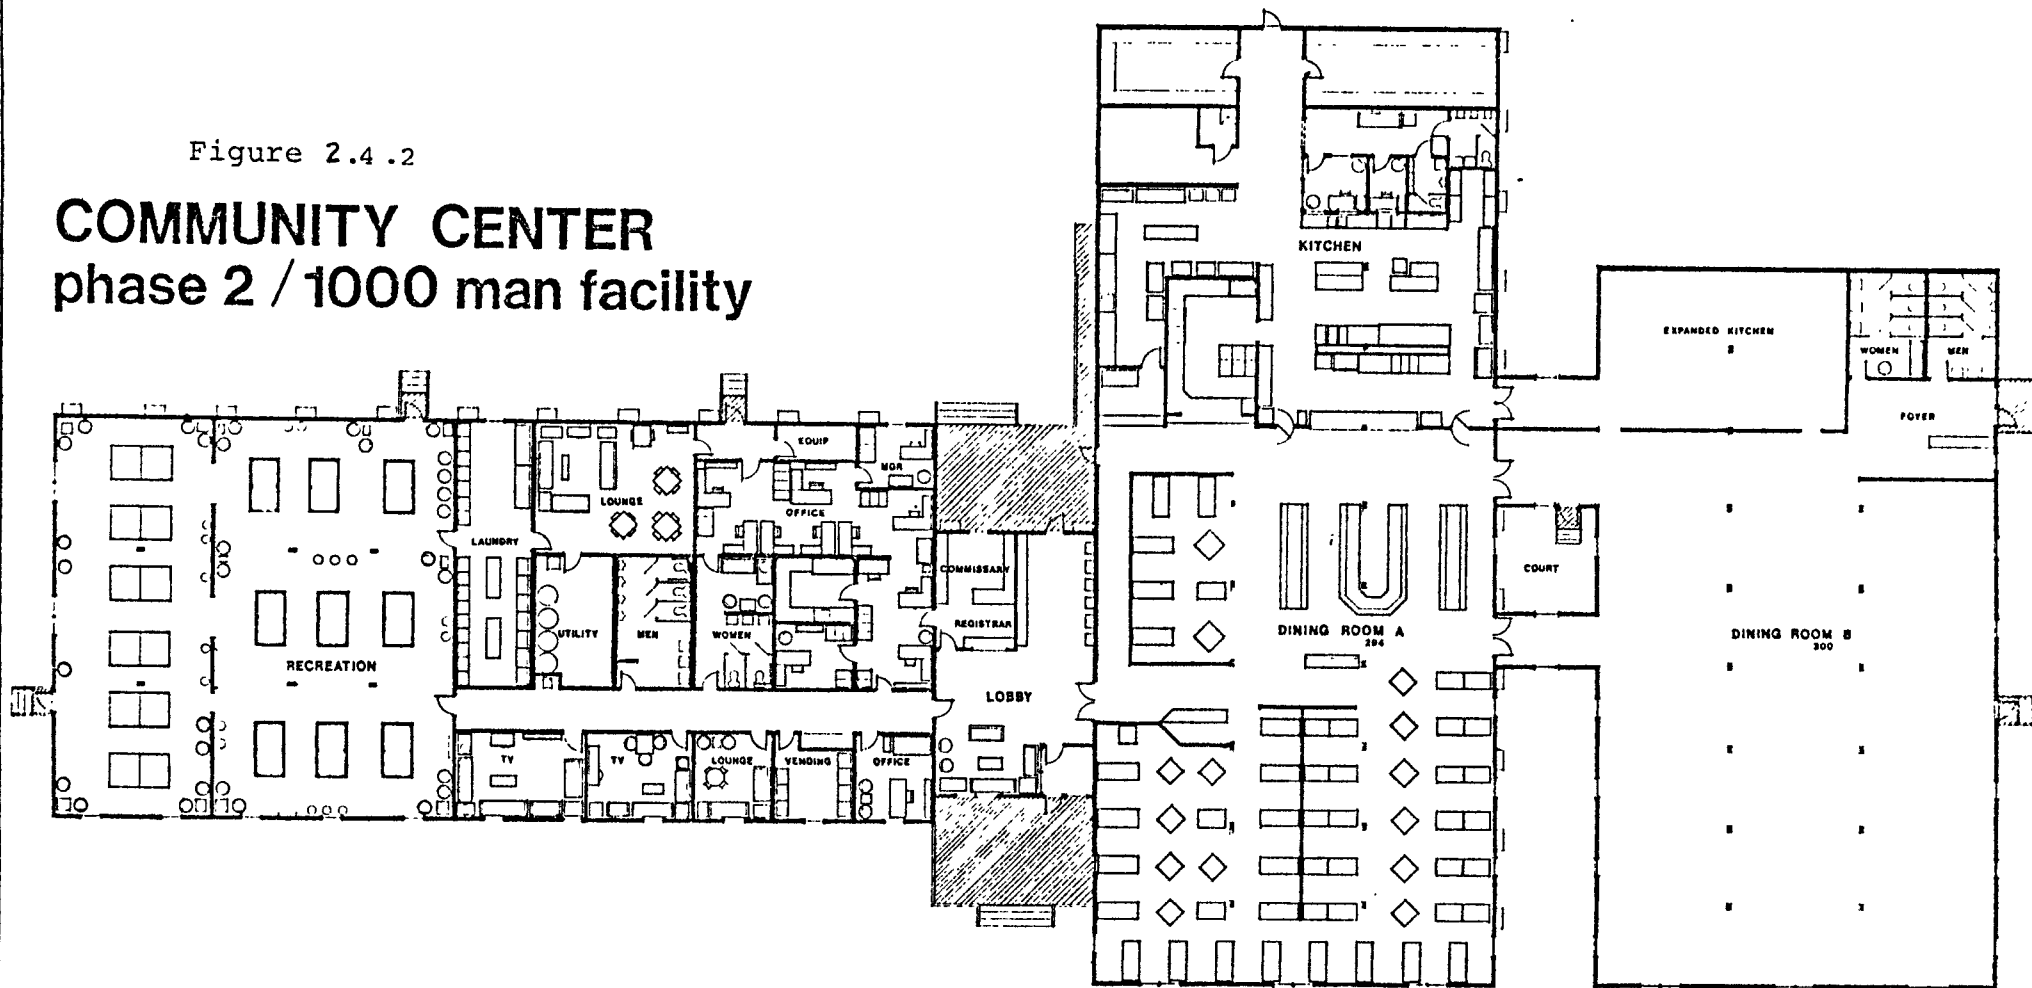 Figure 2.4.2
COMMUNITY CENTER
phase 2 / 1000 man facility
KITCHEN
EXPANDED KITCHEN
WOMEN
MEN
FOYER
EQUIP
MGR
LOUNGE
OFFICE
LAUNDRY
COMMISSARY
COURT
REGISTRAR
UTILITY
MEN
WOMEN
DINING ROOM A
294
DINING ROOM B
300
RECREATION
LOBBY
TV
TV
LOUNGE
VENDING
OFFICE